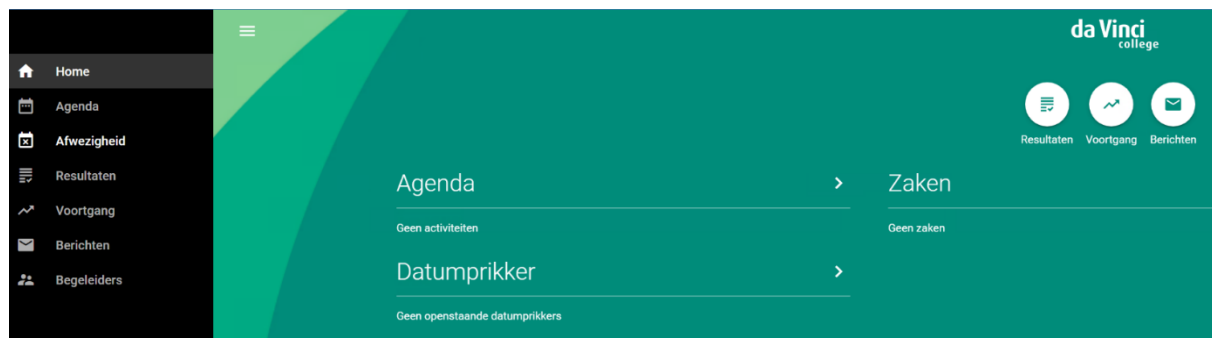 Home
Agenda
Afwezigheid
Resultaten
Voortgang
Berichten
Begeleiders
da Vinci
college
Resultaten Voortgang Berichten
Agenda
Geen activiteiten
Datumprikker
Geen openstaande datumprikkers
Zaken
Geen zaken